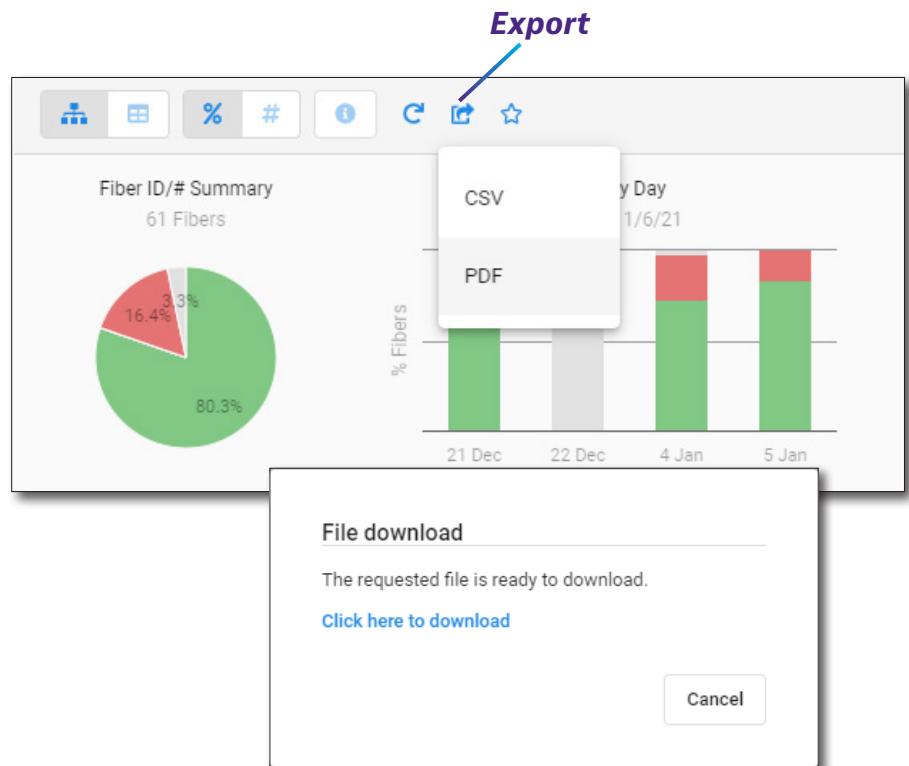 Export
%
#
Fiber ID/# Summary
61 Fibers
CSV
PDF
y Day
1/6/21
3.3%
16.4%
80.3%
% Fibers
21 Dec
22 Dec
4 Jan
5 Jan
File download
The requested file is ready to download.
Click here to download
Cancel